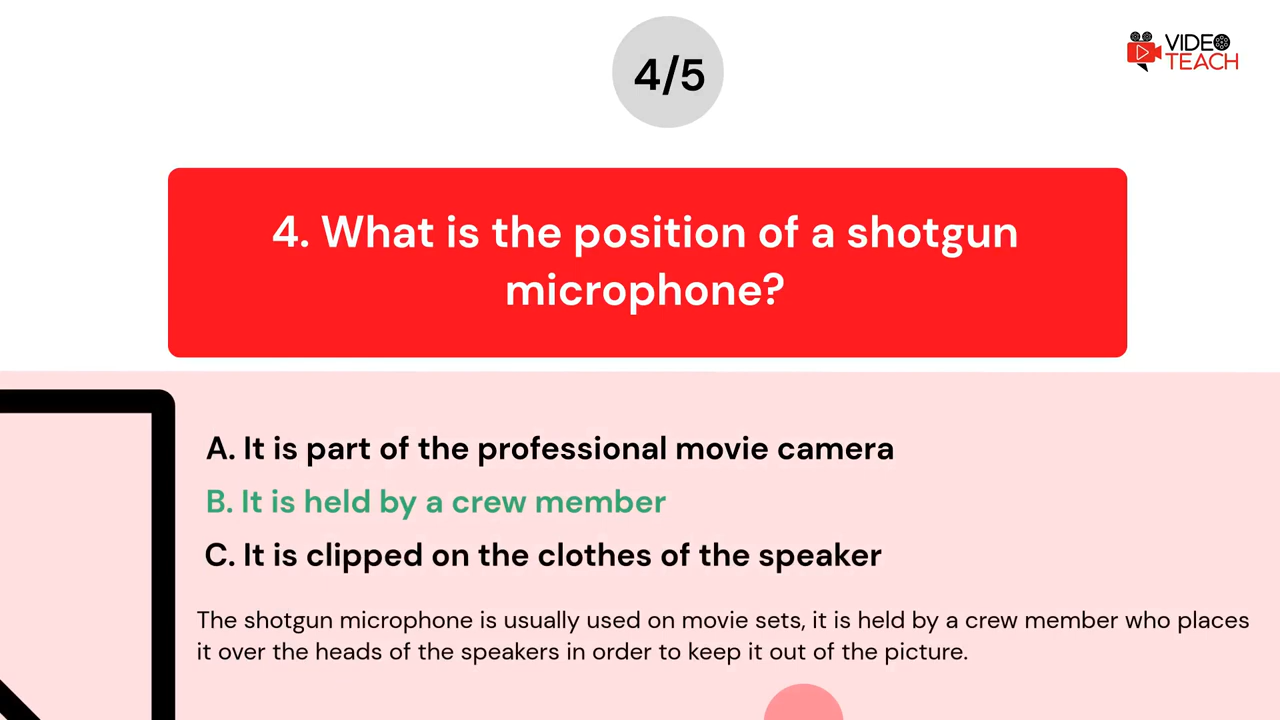 4/5
VIDEO
TEACH
4. What is the position of a shotgun
microphone?
A. It is part of the professional movie camera
B. It is held by a crew member
C. It is clipped on the clothes of the speaker
The shotgun microphone is usually used on movie sets, it is held by a crew member who places
it over the heads of the speakers in order to keep it out of the picture.